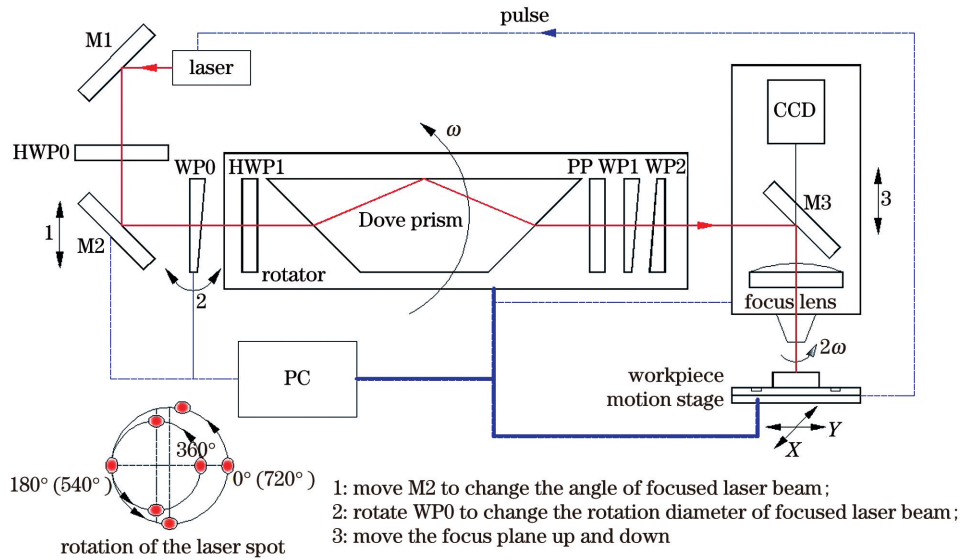 pulse
M1
laser
CCD
HWP0
WP0
HWP1
ω
PP
WP1
WP2
M3
3
Dove prism
1
M2
rotator
2
focus lens
2ω
PC
workpiece
motion stage
X
Y
360°
180° (540°)
0° (720°)
rotation of the laser spot
1: move M2 to change the angle of focused laser beam;
2: rotate WP0 to change the rotation diameter of focused laser beam;
3: move the focus plane up and down